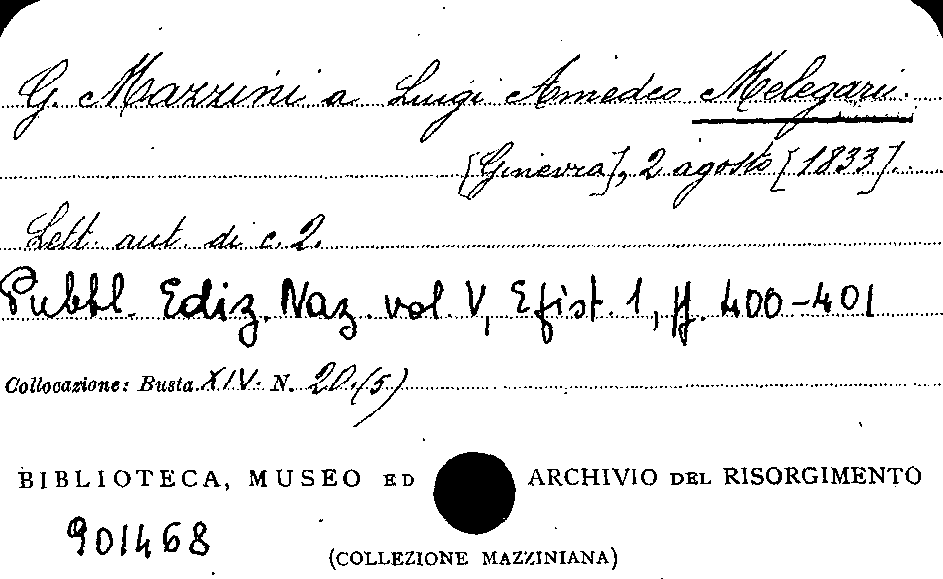 G. Mazzini a Luigi Amedeo Melegari.
[Ginevra], 2 agosto [1833].
Lett. aut. di c. 2.
Pubbl. Ediz. Naz. vol. V, Epist. 1, pp. 400-401
Collocazione: Busta XIV. N. 20.(5)
BIBLIOTECA, MUSEO ED ARCHIVIO DEL RISORGIMENTO
901468
(COLLEZIONE MAZZINIANA)